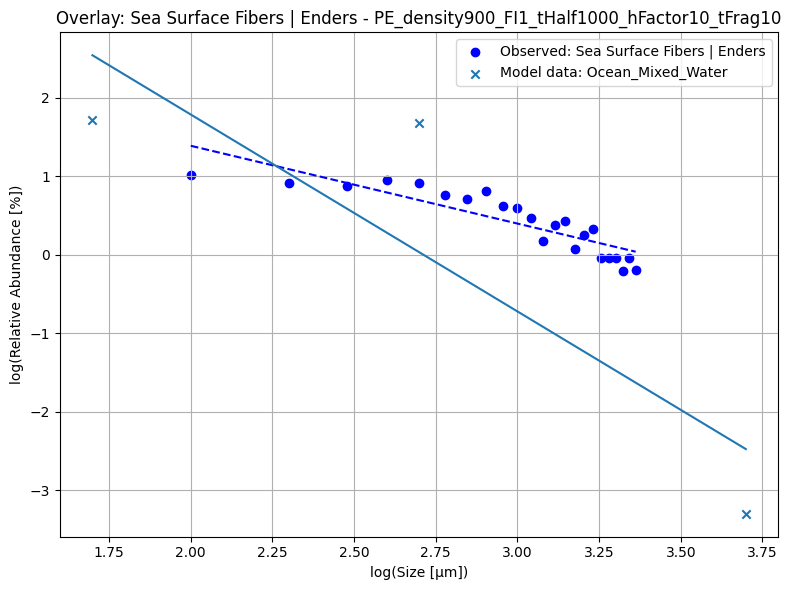 Overlay: Sea Surface Fibers | Enders - PE_density900_FI1_tHalf1000_hFactor10_tFrag10
Observed: Sea Surface Fibers | Enders
Model data: Ocean_Mixed_Water
log(Relative Abundance [%])
2
1
0
−1
−2
−3
1.75 2.00 2.25 2.50 2.75 3.00 3.25 3.50 3.75
log(Size [μm])